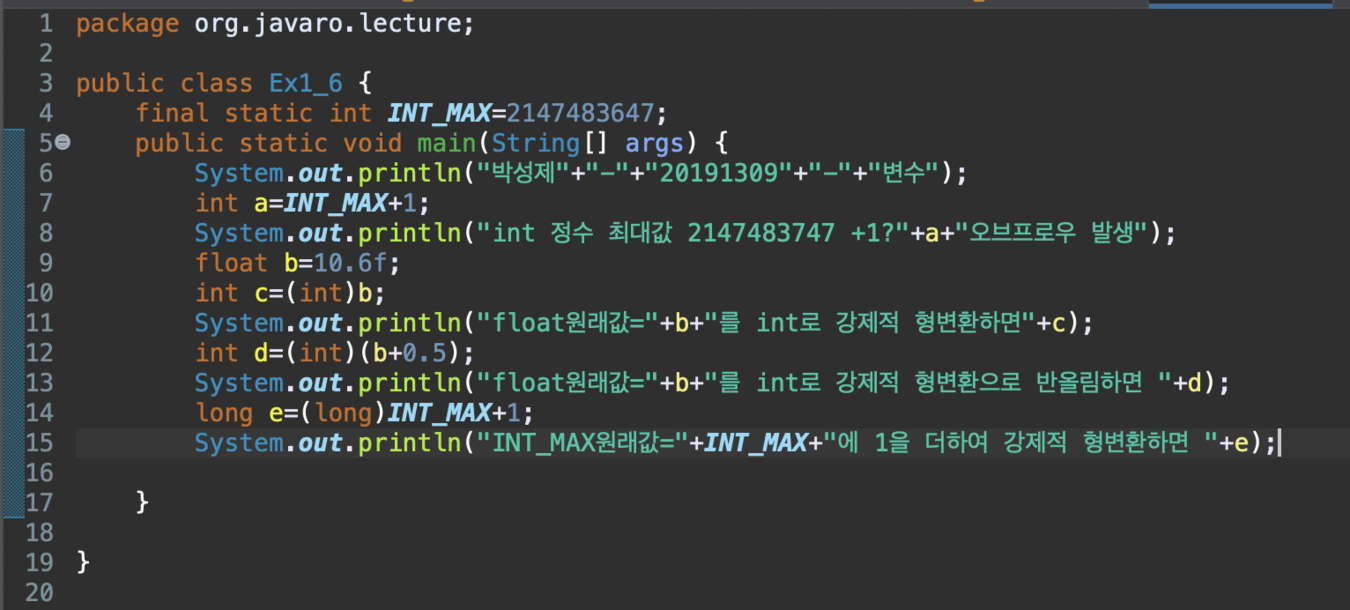 1 package org.javaro.lecture;
2
3 public class Ex1_6 {
4 final static int INT_MAX=2147483647;
5 public static void main(String[] args) {
6 System.out.println("박성제"+"-"+"20191309"+"-"+"변수");
7 int a=INT_MAX+1;
8 System.out.println("int 정수 최대값 2147483747 +1?"+a+"오브프로우 발생");
9 float b=10.6f;
10 int c=(int)b;
11 System.out.println("float원래값="+b+"를 int로 강제적 형변환하면"+c);
12 int d=(int)(b+0.5);
13 System.out.println("float원래값="+b+"를 int로 강제적 형변환으로 반올림하면 "+d);
14 long e=(long)INT_MAX+1;
15 System.out.println("INT_MAX원래값="+INT_MAX+"에 1을 더하여 강제적 형변환하면 "+e);
16
17 }
18
19 }
20